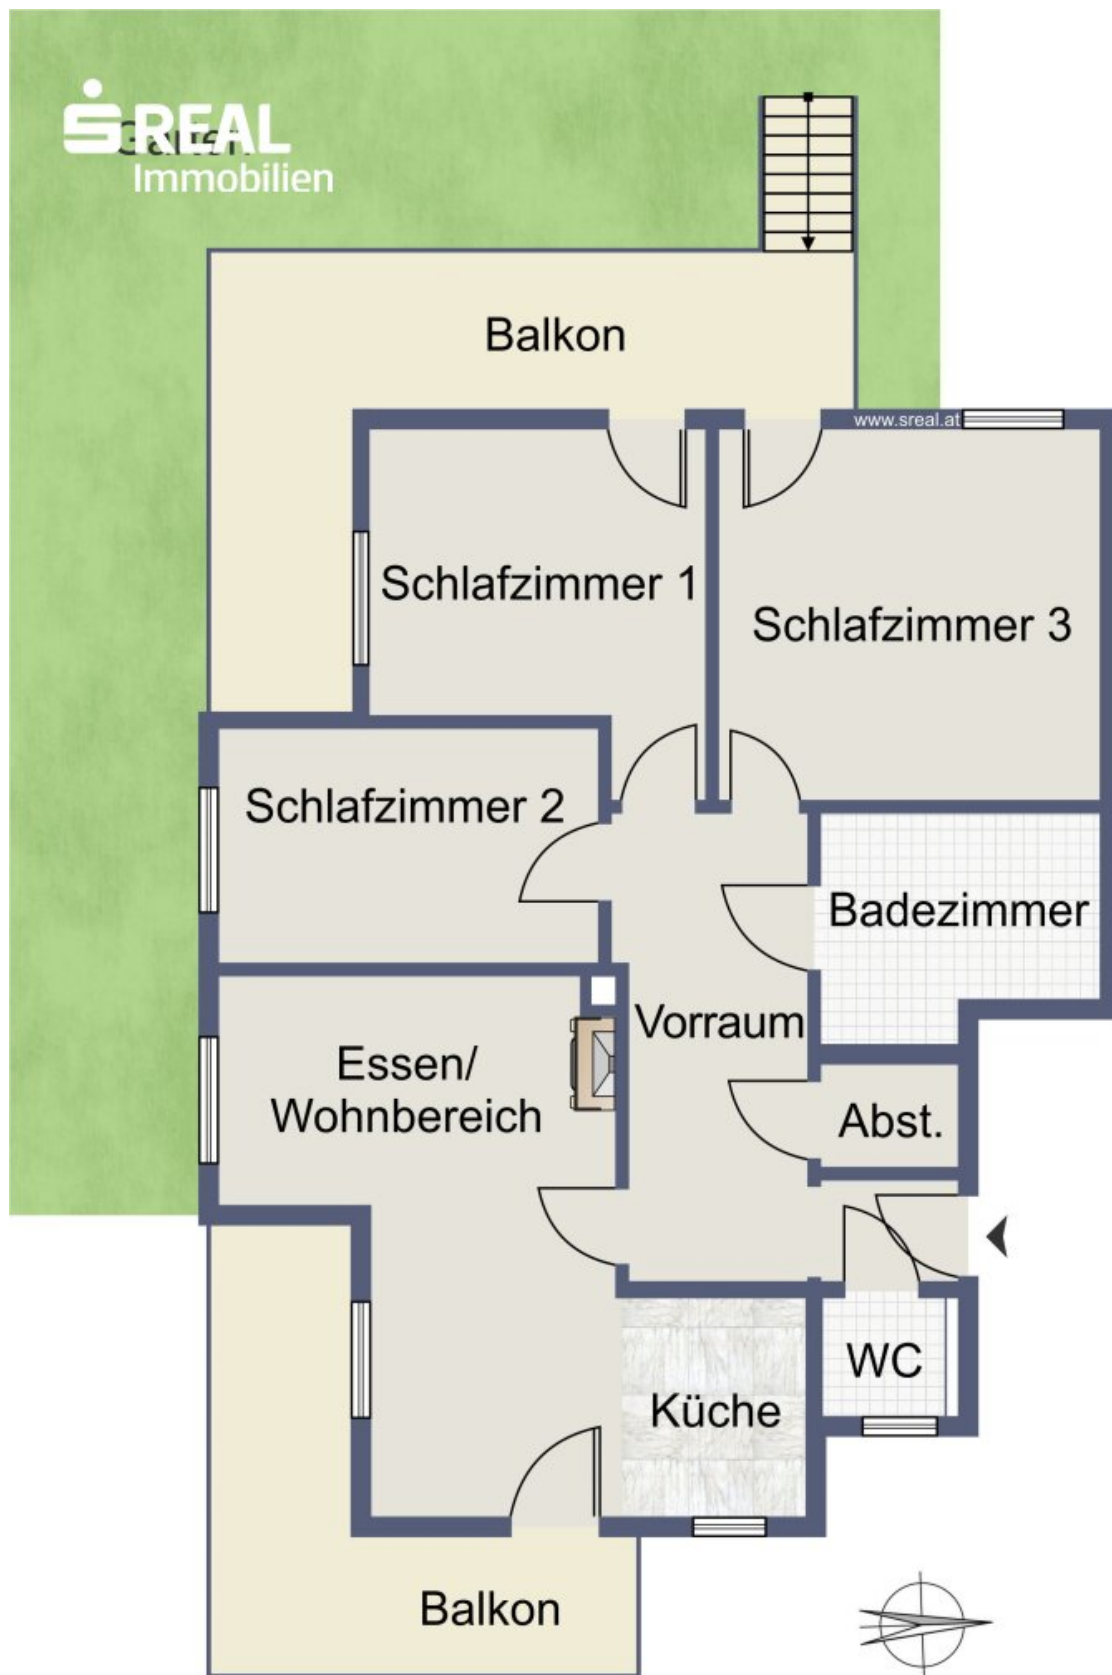 Garten
S REAL
Immobilien
Balkon
www.sreal.at
Schlafzimmer 1
Schlafzimmer 3
Schlafzimmer 2
Badezimmer
Vorraum
Essen/
Wohnbereich
Abst.
WC
Küche
Balkon